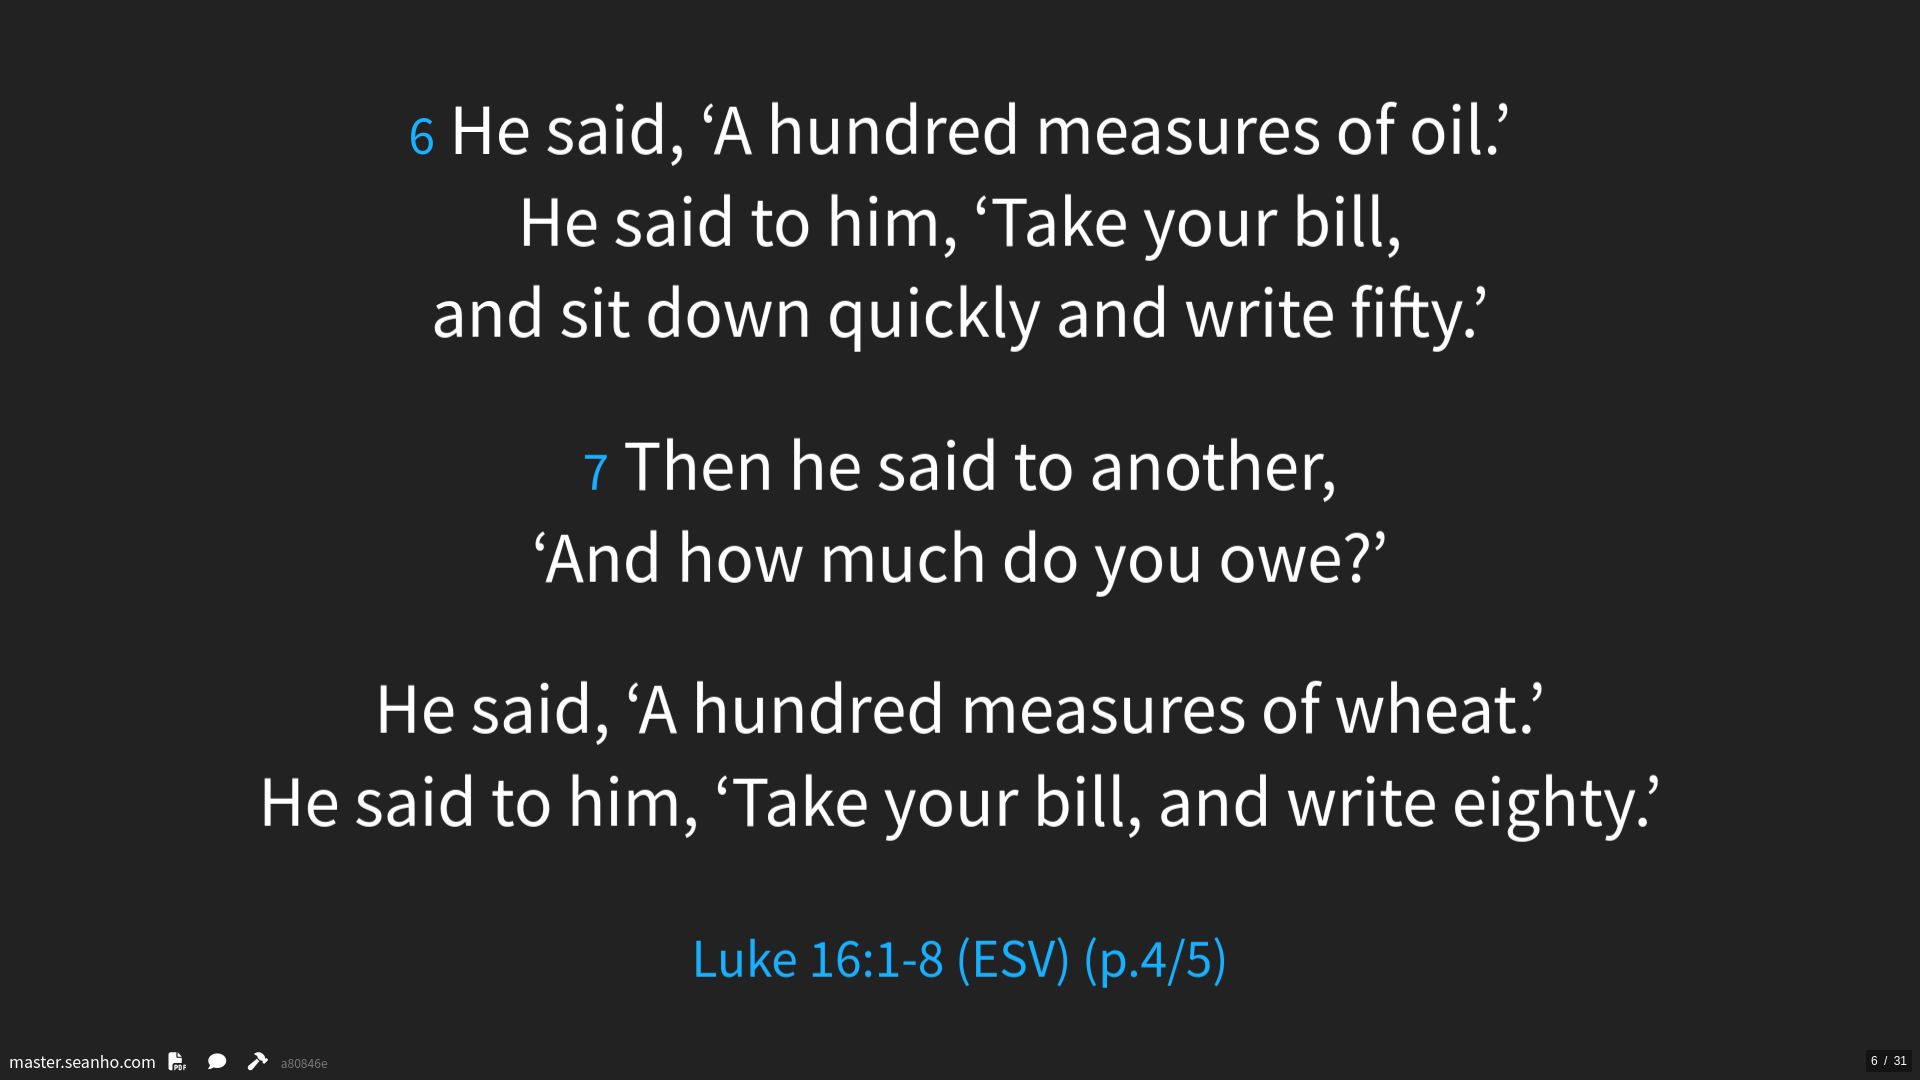 6 He said, ‘A hundred measures of oil.’
He said to him, ‘Take your bill,
and sit down quickly and write fifty.’
7 Then he said to another,
‘And how much do you owe?’
He said, ‘A hundred measures of wheat.’
He said to him, ‘Take your bill, and write eighty.’
Luke 16:1-8 (ESV) (p.4/5)
master.seanho.com PDF a80846e
6 / 31